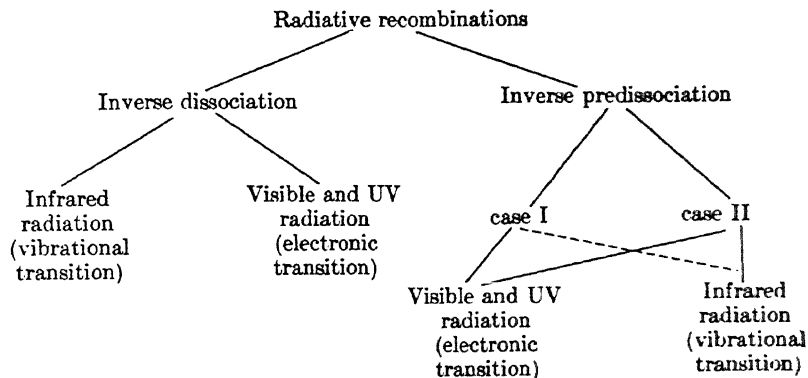 Radiative recombinations
Inverse dissociation
Inverse predissociation
Infrared
radiation
(vibrational
transition)
Visible and UV
radiation
(electronic
transition)
case I
case II
Visible and UV
radiation
(electronic
transition)
Infrared
radiation
(vibrational
transition)